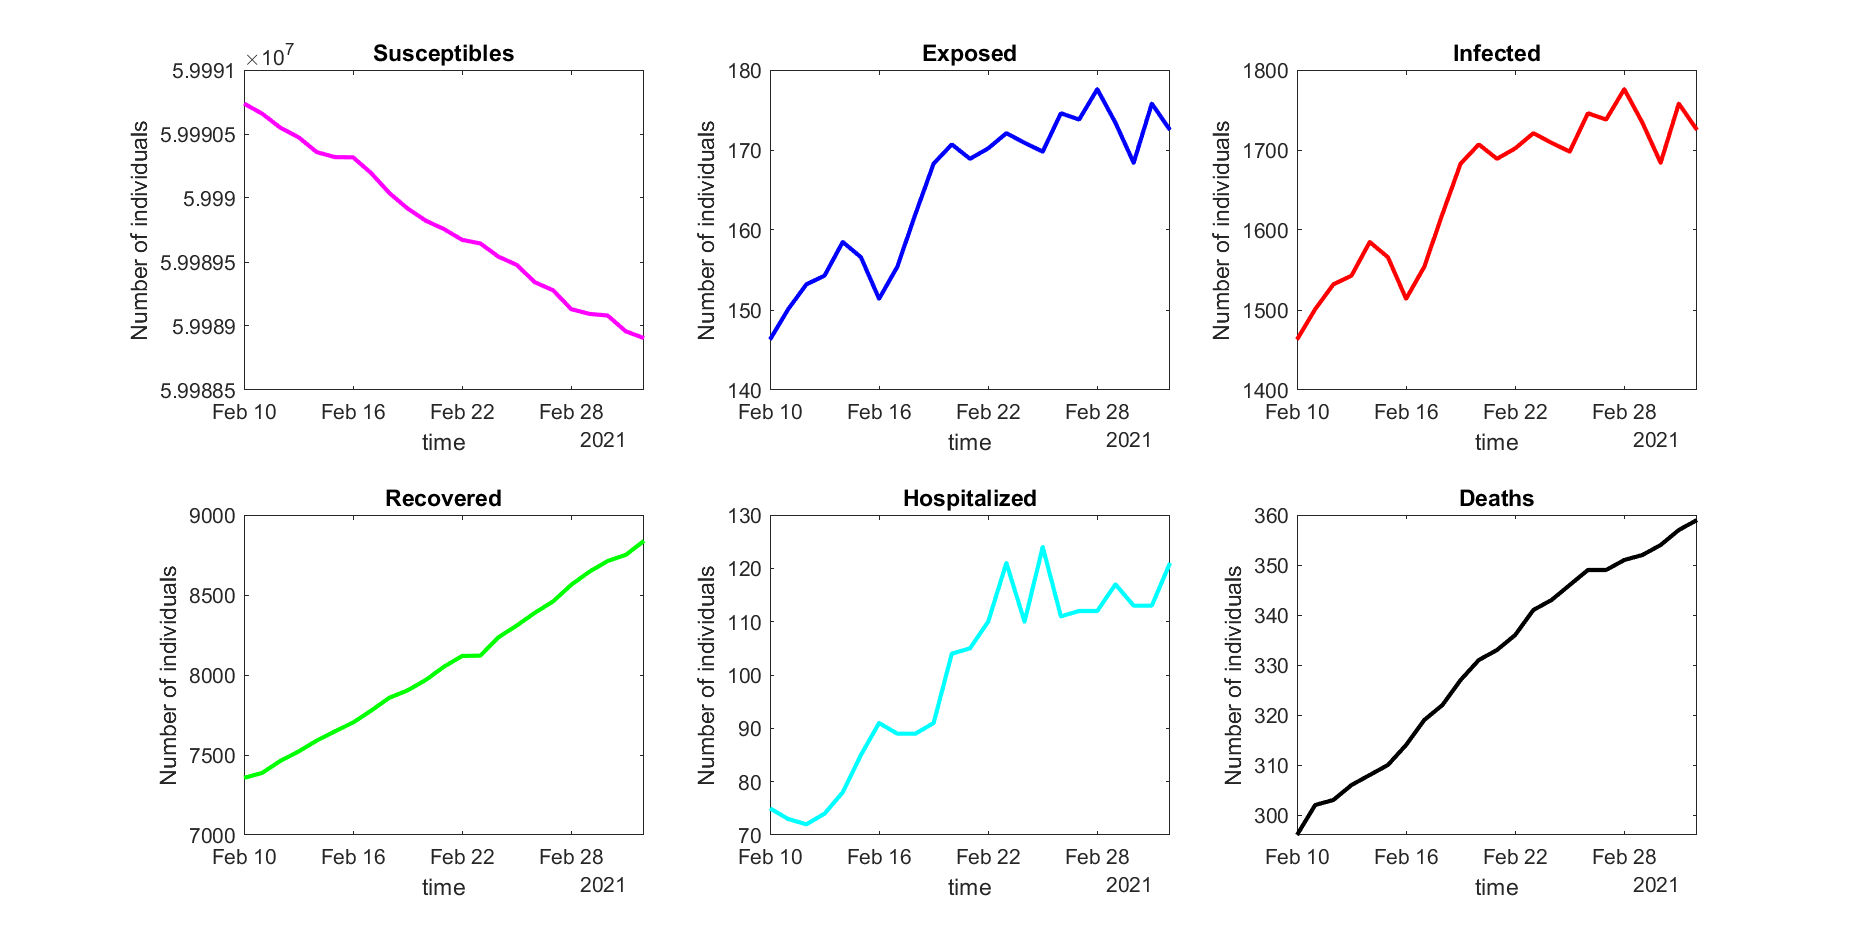 Susceptibles
×10⁷
5.9991
5.99905
5.999
5.99895
5.9989
5.99885
Number of individuals
Feb 10 Feb 16 Feb 22 Feb 28
time
2021
Exposed
180
170
160
150
140
Number of individuals
Feb 10 Feb 16 Feb 22 Feb 28
time
2021
Infected
1800
1700
1600
1500
1400
Number of individuals
Feb 10 Feb 16 Feb 22 Feb 28
time
2021
Recovered
9000
8500
8000
7500
7000
Number of individuals
Feb 10 Feb 16 Feb 22 Feb 28
time
2021
Hospitalized
130
120
110
100
90
80
70
Number of individuals
Feb 10 Feb 16 Feb 22 Feb 28
time
2021
Deaths
360
350
340
330
320
310
300
Number of individuals
Feb 10 Feb 16 Feb 22 Feb 28
time
2021